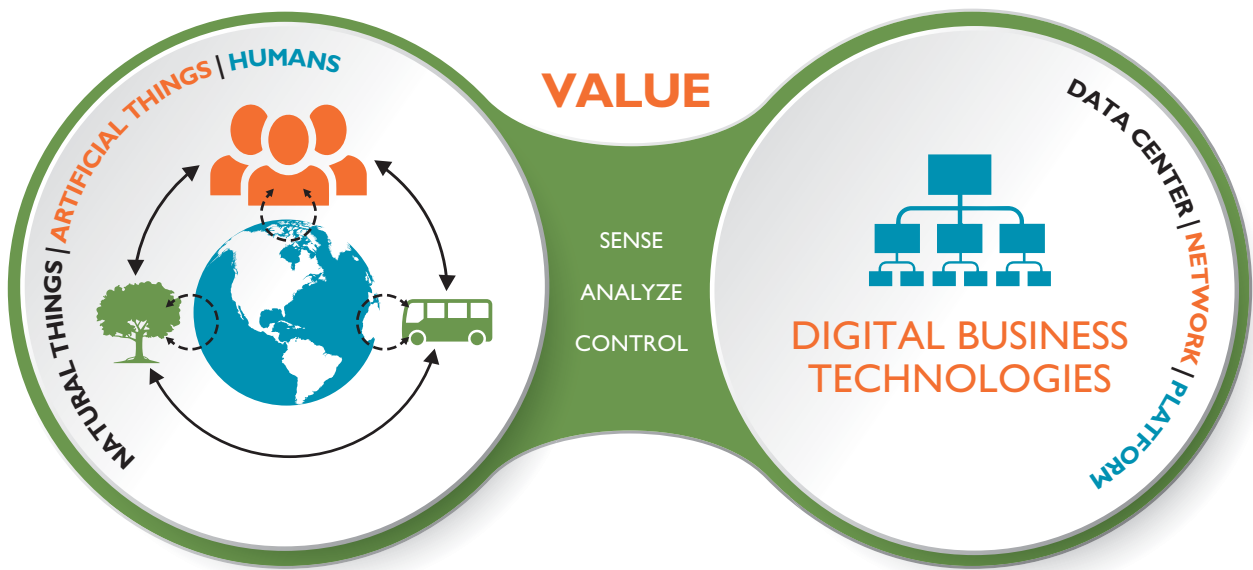 NATURAL THINGS | ARTIFICIAL THINGS | HUMANS
VALUE
SENSE
ANALYZE
CONTROL
DIGITAL BUSINESS
TECHNOLOGIES
DATA CENTER | NETWORK | PLATFORM